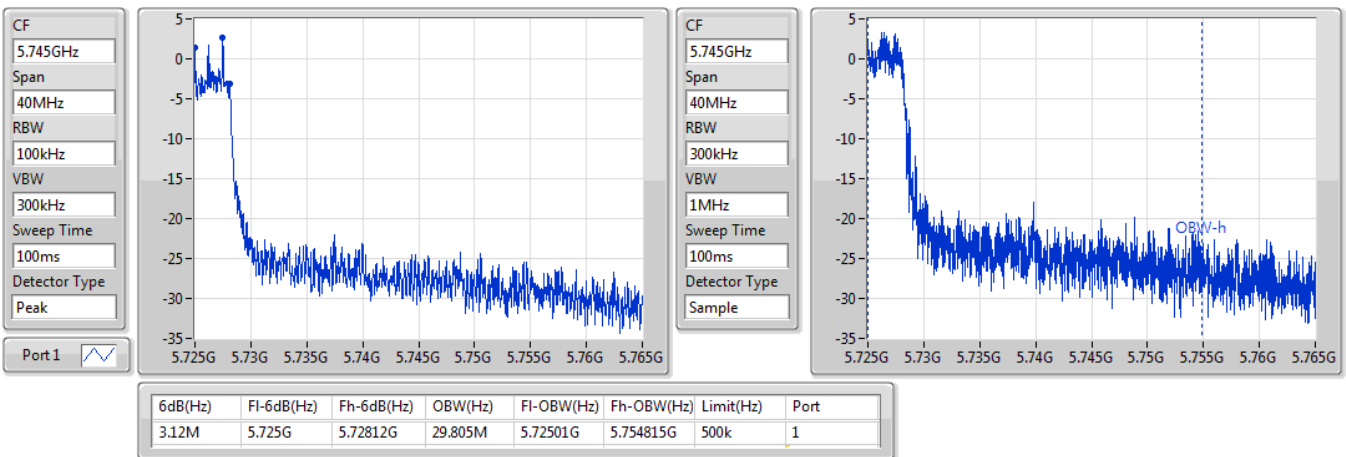 CF
5.745GHz
Span
40MHz
RBW
100kHz
VBW
300kHz
Sweep Time
100ms
Detector Type
Peak
Port 1
5
0
-5
-10
-15
-20
-25
-30
-35
5.725G 5.73G 5.735G 5.74G 5.745G 5.75G 5.755G 5.76G 5.765G
CF
5.745GHz
Span
40MHz
RBW
300kHz
VBW
1MHz
Sweep Time
100ms
Detector Type
Sample
5
0
-5
-10
-15
-20
-25
-30
-35
OBW-h
5.725G 5.73G 5.735G 5.74G 5.745G 5.75G 5.755G 5.76G 5.765G
6dB(Hz) Fl-6dB(Hz) Fh-6dB(Hz) OBW(Hz) Fl-OBW(Hz) Fh-OBW(Hz) Limit(Hz) Port
3.12M 5.725G 5.72812G 29.805M 5.72501G 5.754815G 500k 1